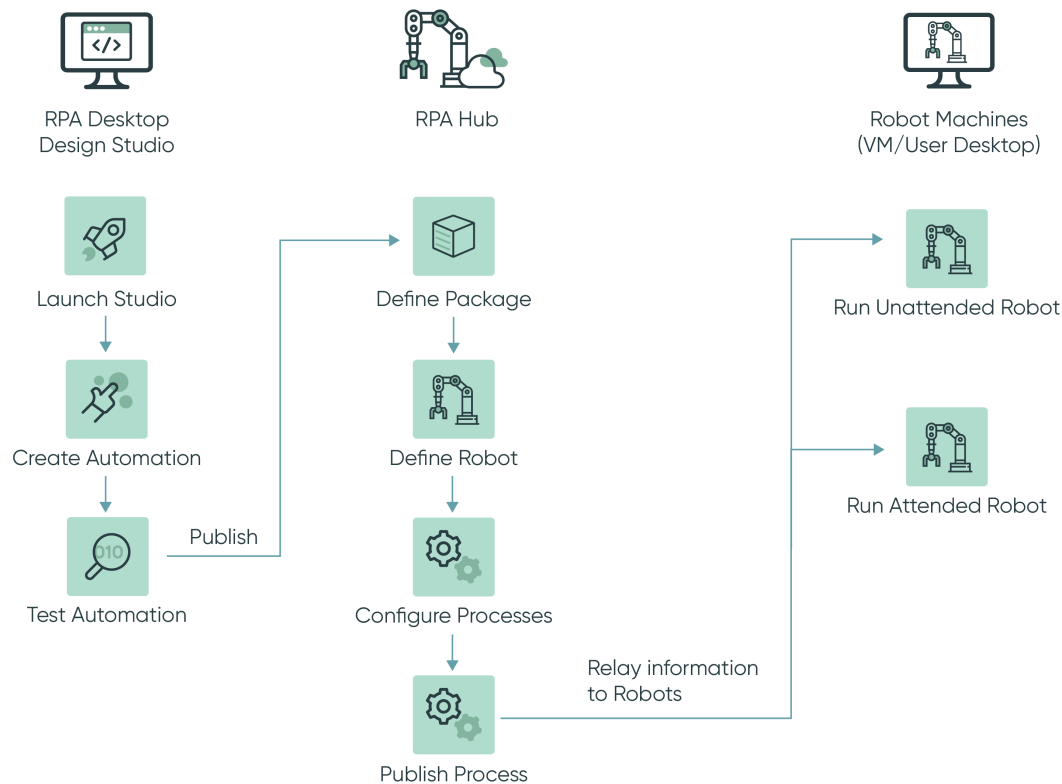 </>
RPA Desktop
Design Studio
RPA Hub
Robot Machines
(VM/User Desktop)
Launch Studio
Create Automation
010
Test Automation
Publish
Define Package
Define Robot
Configure Processes
Publish Process
Relay information
to Robots
Run Unattended Robot
Run Attended Robot